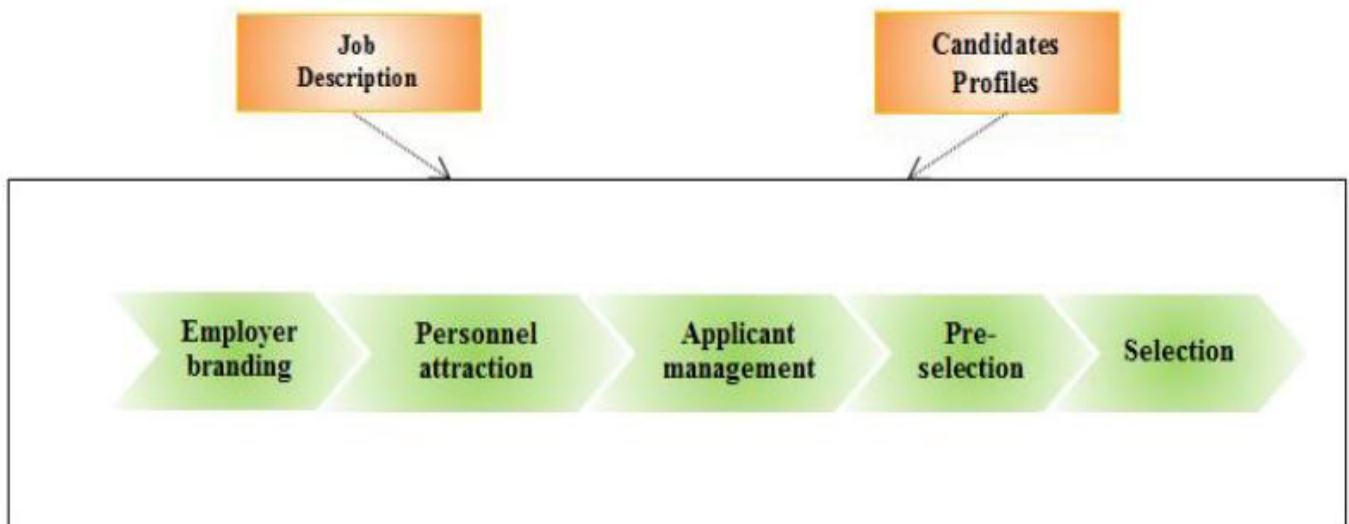 Job
Description
Candidates
Profiles
Employer
branding
Personnel
attraction
Applicant
management
Pre-
selection
Selection